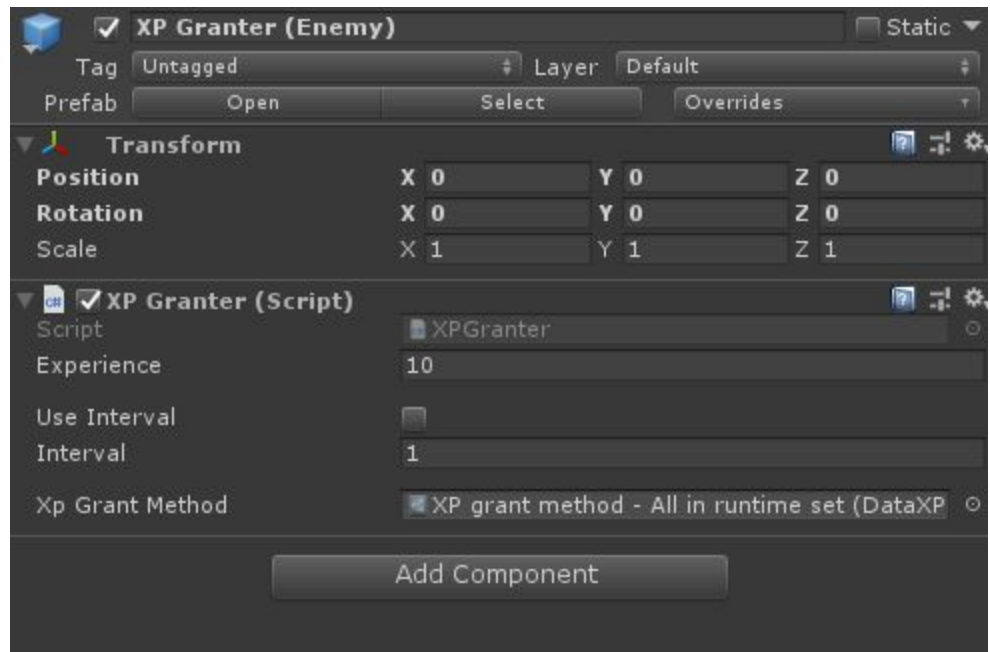 XP Granter (Enemy) Static
Tag Untagged Layer Default
Prefab Open Select Overrides
Transform
Position X 0 Y 0 Z 0
Rotation X 0 Y 0 Z 0
Scale X 1 Y 1 Z 1
C# XP Granter (Script)
Script XPGranter
Experience 10
Use Interval
Interval 1
Xp Grant Method XP grant method - All in runtime set (DataXP
Add Component